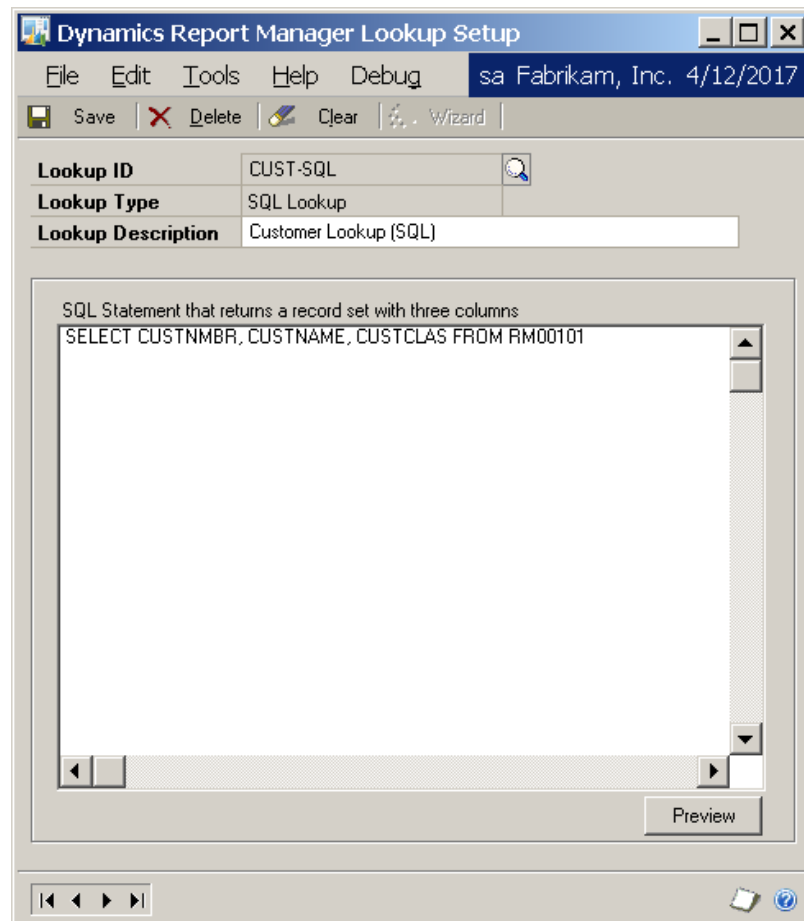 Dynamics Report Manager Lookup Setup
File Edit Tools Help Debug sa Fabrikam, Inc. 4/12/2017
Save Delete Clear Wizard
Lookup ID CUST-SQL
Lookup Type SQL Lookup
Lookup Description Customer Lookup (SQL)
SQL Statement that returns a record set with three columns
SELECT CUSTNMBR, CUSTNAME, CUSTCLAS FROM RM00101
Preview